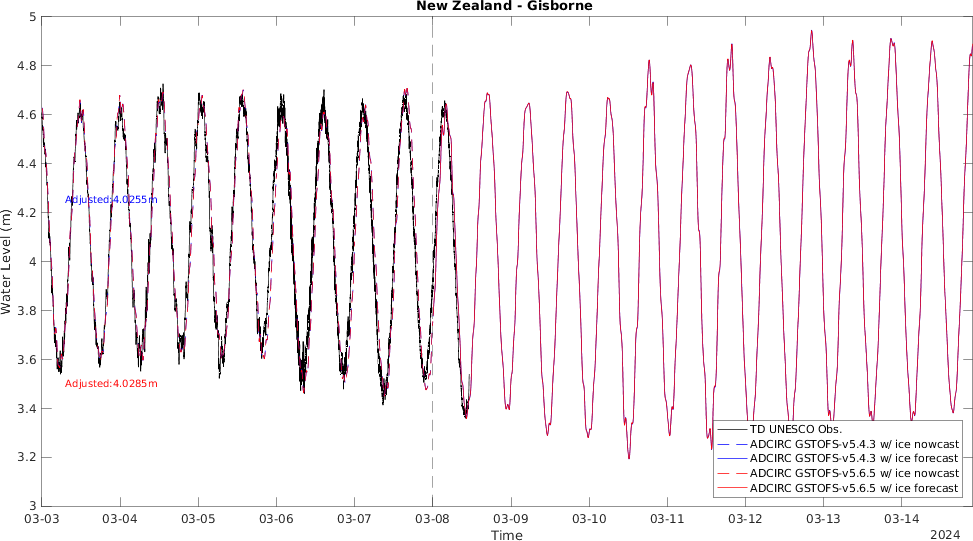 New Zealand - Gisborne
5
4.8
4.6
4.4
4.2
4
3.8
3.6
3.4
3.2
3
Water Level (m)
Adjusted:4.0255m
Adjusted:4.0285m
TD UNESCO Obs.
ADCIRC GSTOFS-v5.4.3 w/ ice nowcast
ADCIRC GSTOFS-v5.4.3 w/ ice forecast
ADCIRC GSTOFS-v5.6.5 w/ ice nowcast
ADCIRC GSTOFS-v5.6.5 w/ ice forecast
03-03 03-04 03-05 03-06 03-07 03-08 03-09 03-10 03-11 03-12 03-13 03-14
Time
2024